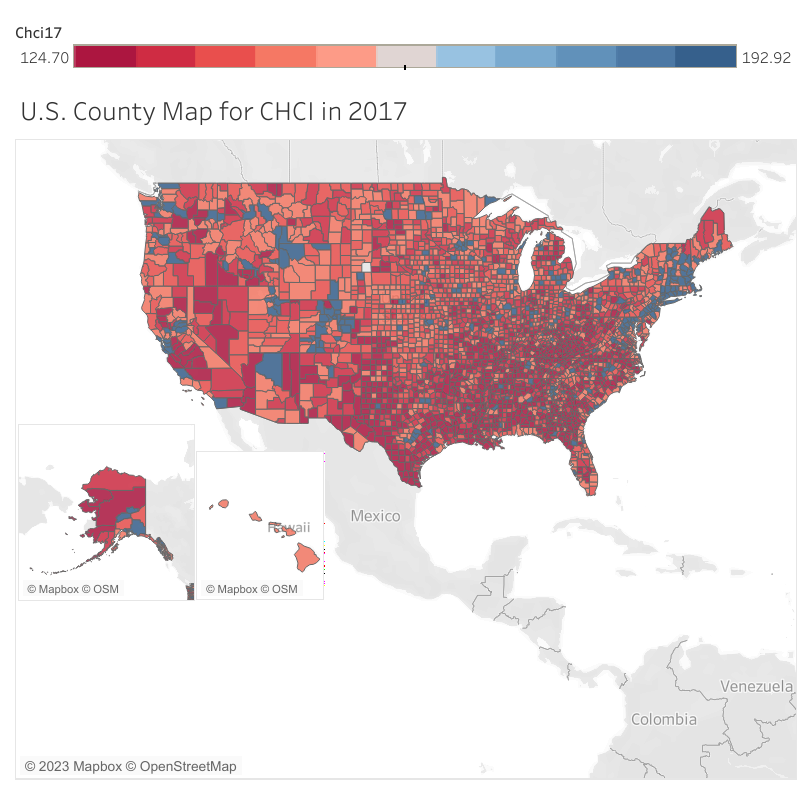 Chci17
124.70 192.92
U.S. County Map for CHCI in 2017
Mexico
Hawaii
© Mapbox © OSM © Mapbox © OSM
Venezuela
Colombia
© 2023 Mapbox © OpenStreetMap